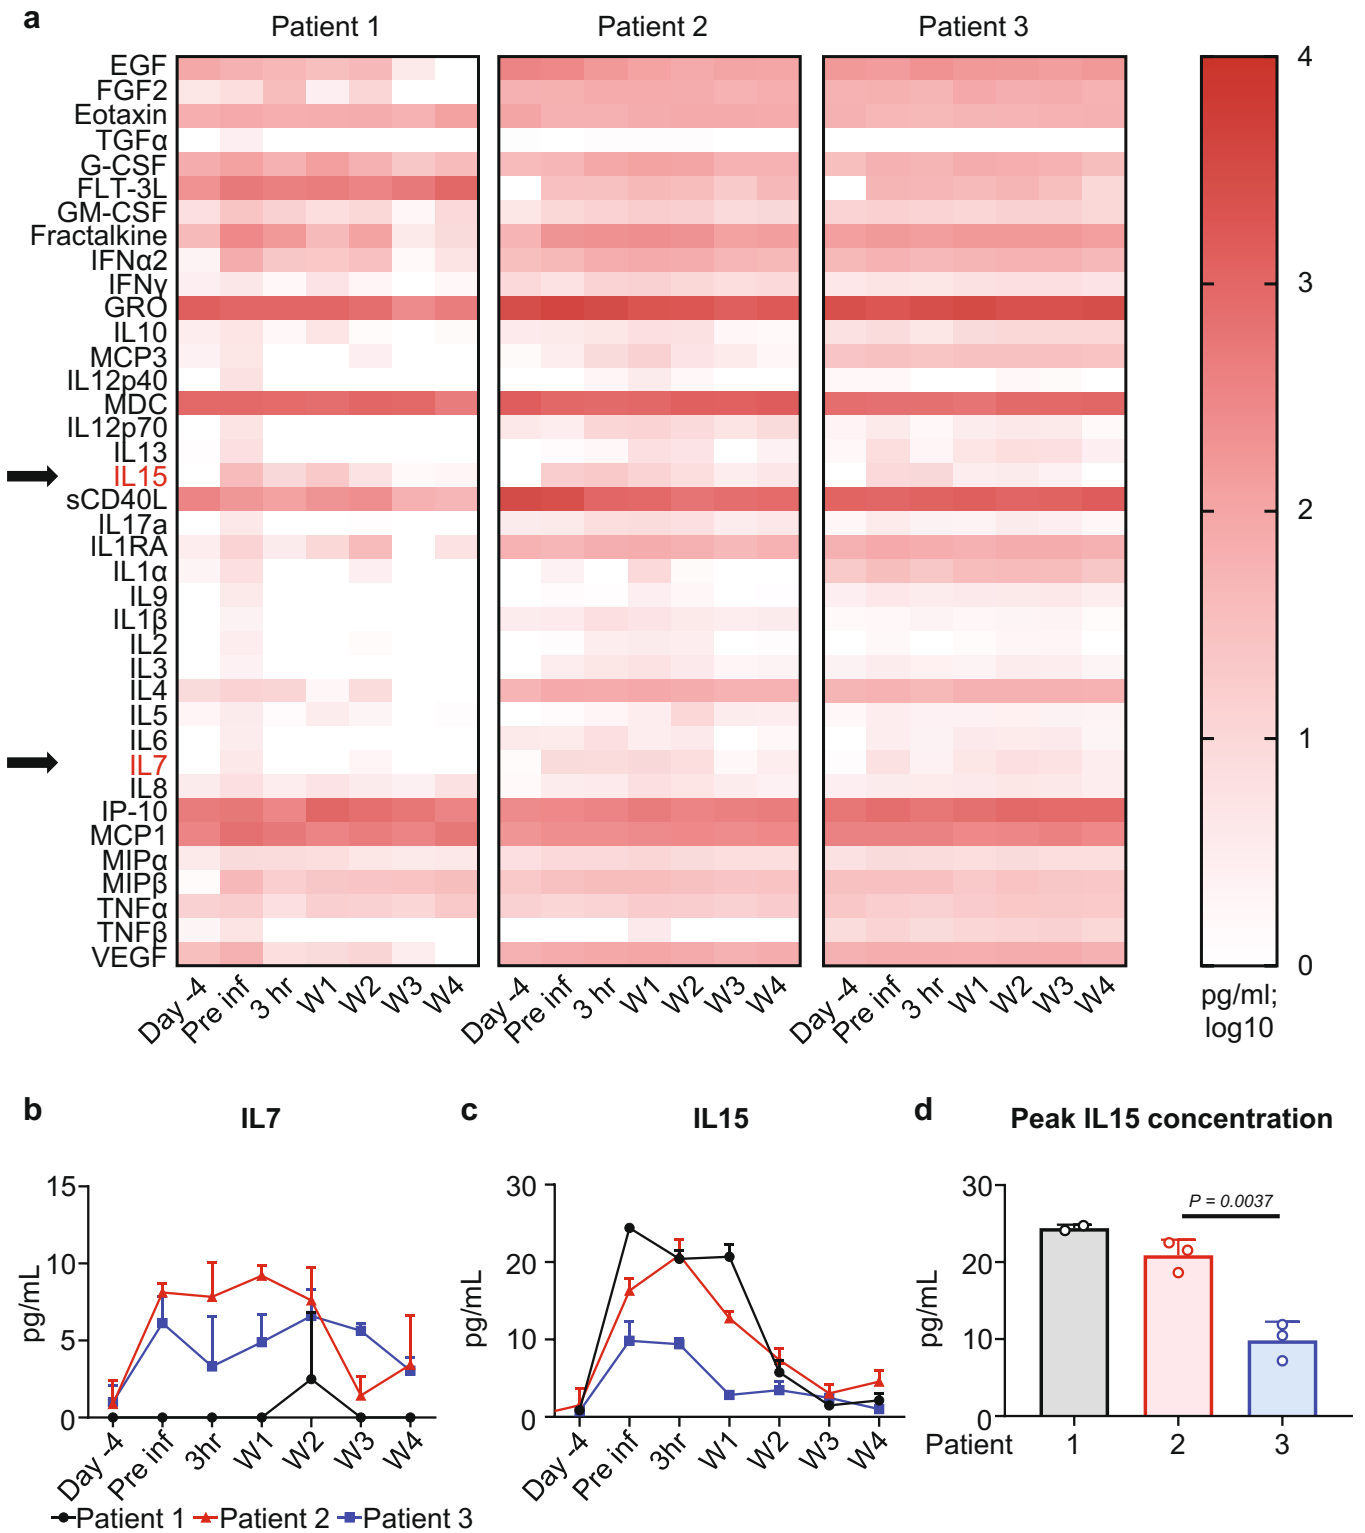 a
Patient 1 Patient 2 Patient 3
EGF
FGF2
Eotaxin
TGFα
G-CSF
FLT-3L
GM-CSF
Fractalkine
IFNα2
IFNγ
GRO
IL10
MCP3
IL12p40
MDC
IL12p70
IL13
IL15
sCD40L
IL17a
IL1RA
IL1α
IL9
IL1β
IL2
IL3
IL4
IL5
IL6
IL7
IL8
IP-10
MCP1
MIPα
MIPβ
TNFα
TNFβ
VEGF
Day -4 Pre inf 3 hr W1 W2 W3 W4
Day -4 Pre inf 3 hr W1 W2 W3 W4
Day -4 Pre inf 3 hr W1 W2 W3 W4
4
3
2
1
0
pg/ml;
log10
b
IL7
15
10
5
0
pg/mL
Day -4 Pre inf 3hr W1 W2 W3 W4
Patient 1 Patient 2 Patient 3
c
IL15
30
20
10
0
pg/mL
Day -4 Pre inf 3hr W1 W2 W3 W4
d
Peak IL15 concentration
30
20
10
0
pg/mL
P = 0.0037
Patient 1 2 3